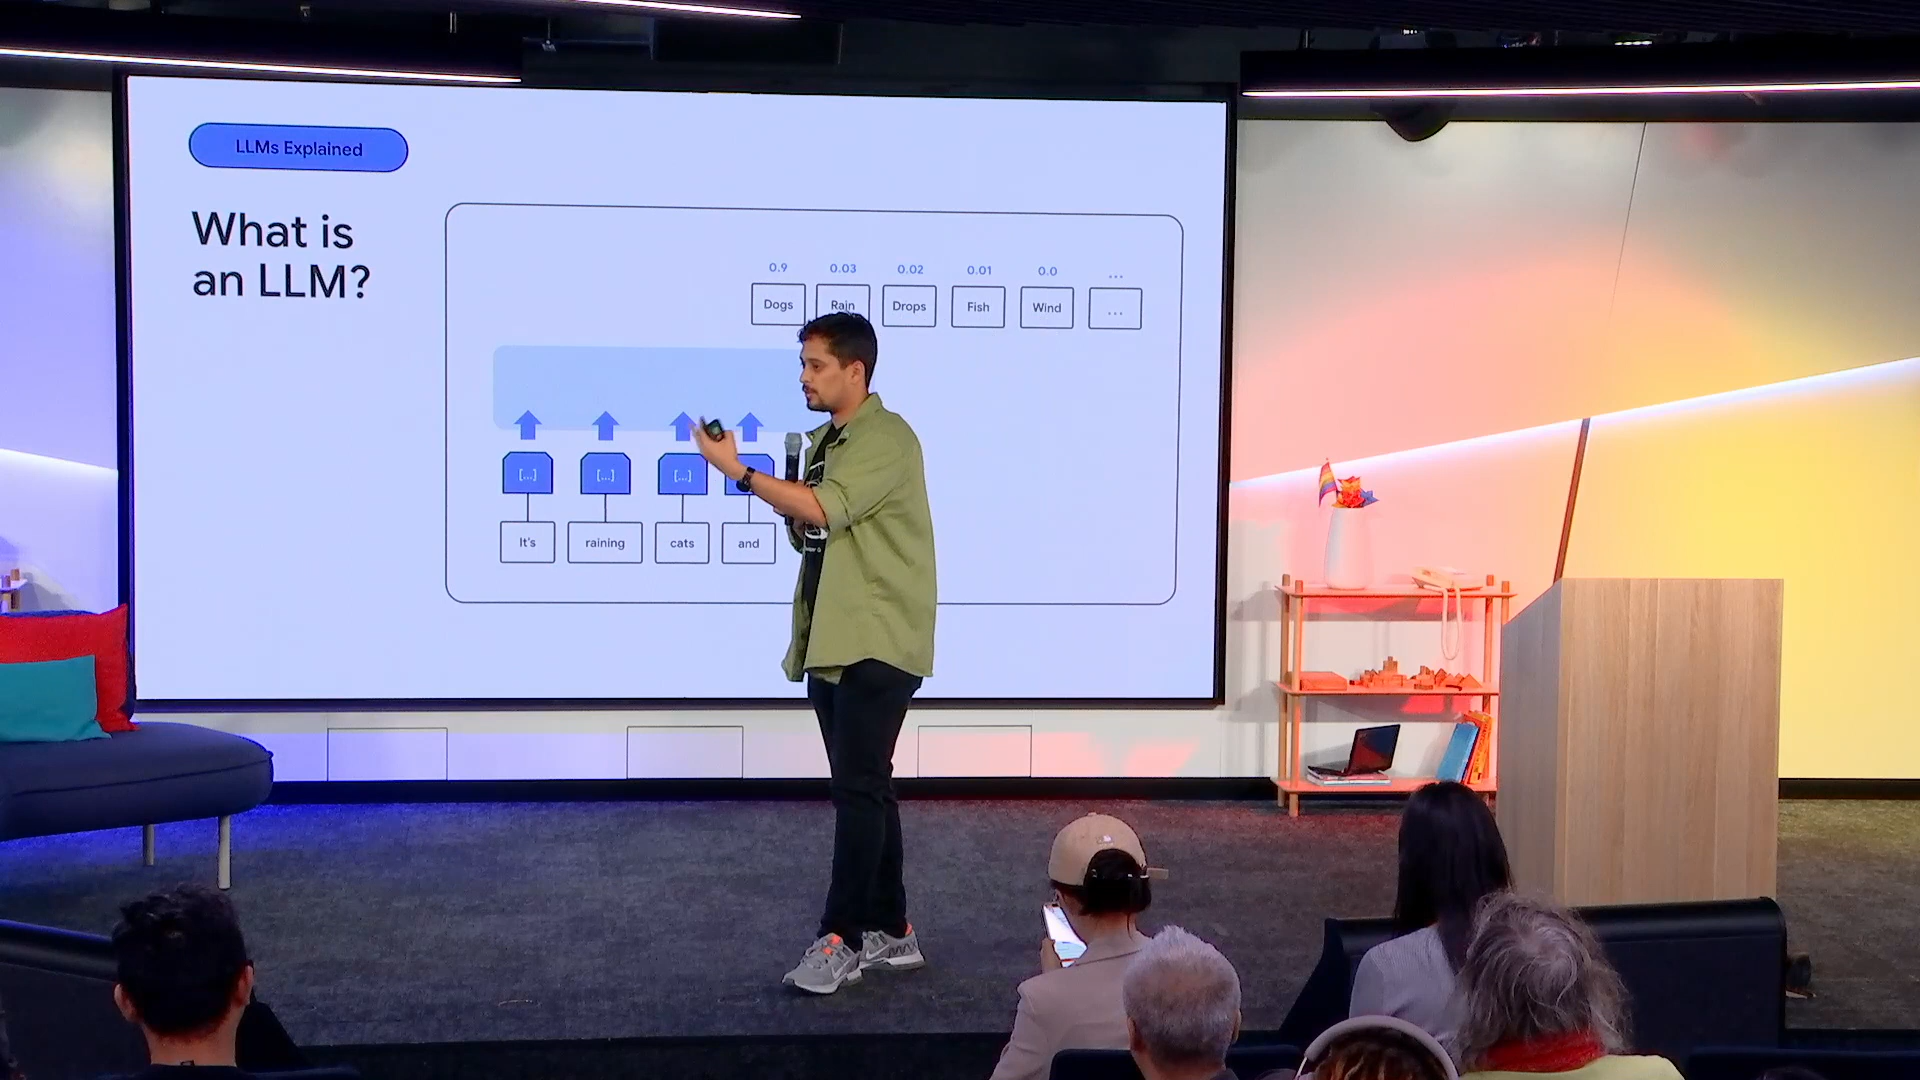 LLMs Explained
What is
an LLM?
0.9 0.03 0.02 0.01 0.0 ...
Dogs Rain Drops Fish Wind ...
[...] [...] [...]
It's raining cats and